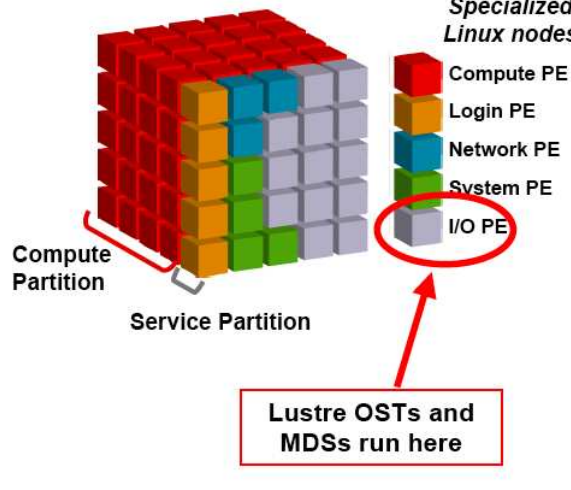 Specialized
Linux nodes
Compute PE
Login PE
Network PE
System PE
I/O PE
Compute
Partition
Service Partition
Lustre OSTs and
MDSs run here